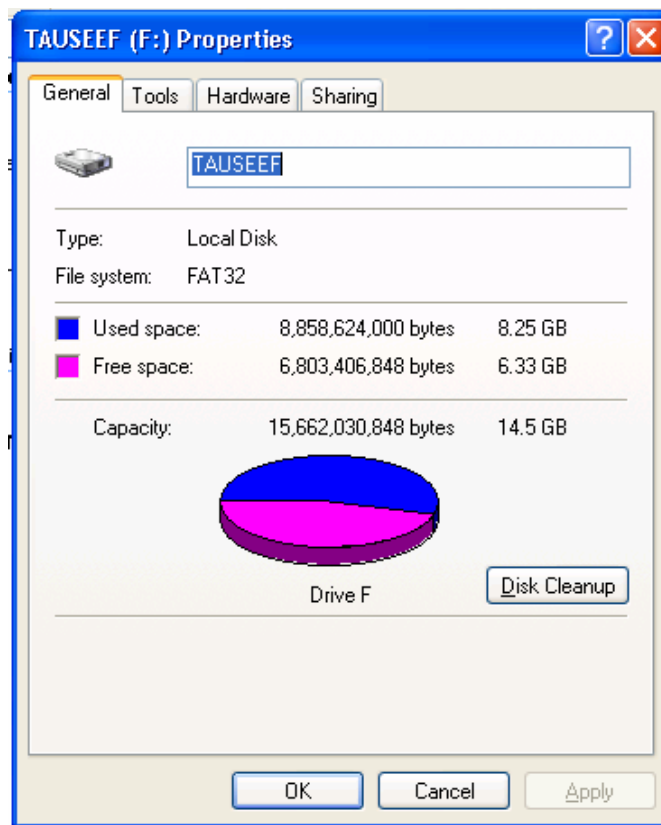 TAUSEEF (F:) Properties
General Tools Hardware Sharing
TAUSEEF
Type: Local Disk
File system: FAT32
Used space: 8,858,624,000 bytes 8.25 GB
Free space: 6,803,406,848 bytes 6.33 GB
Capacity: 15,662,030,848 bytes 14.5 GB
Drive F
Disk Cleanup
OK Cancel Apply